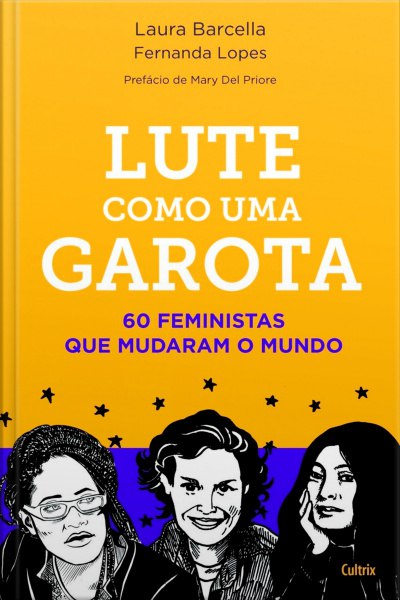 Laura Barcella
Fernanda Lopes
Prefácio de Mary Del Priore
LUTE
COMO UMA
GAROTA
60 FEMINISTAS
QUE MUDARAM O MUNDO
Cultrix